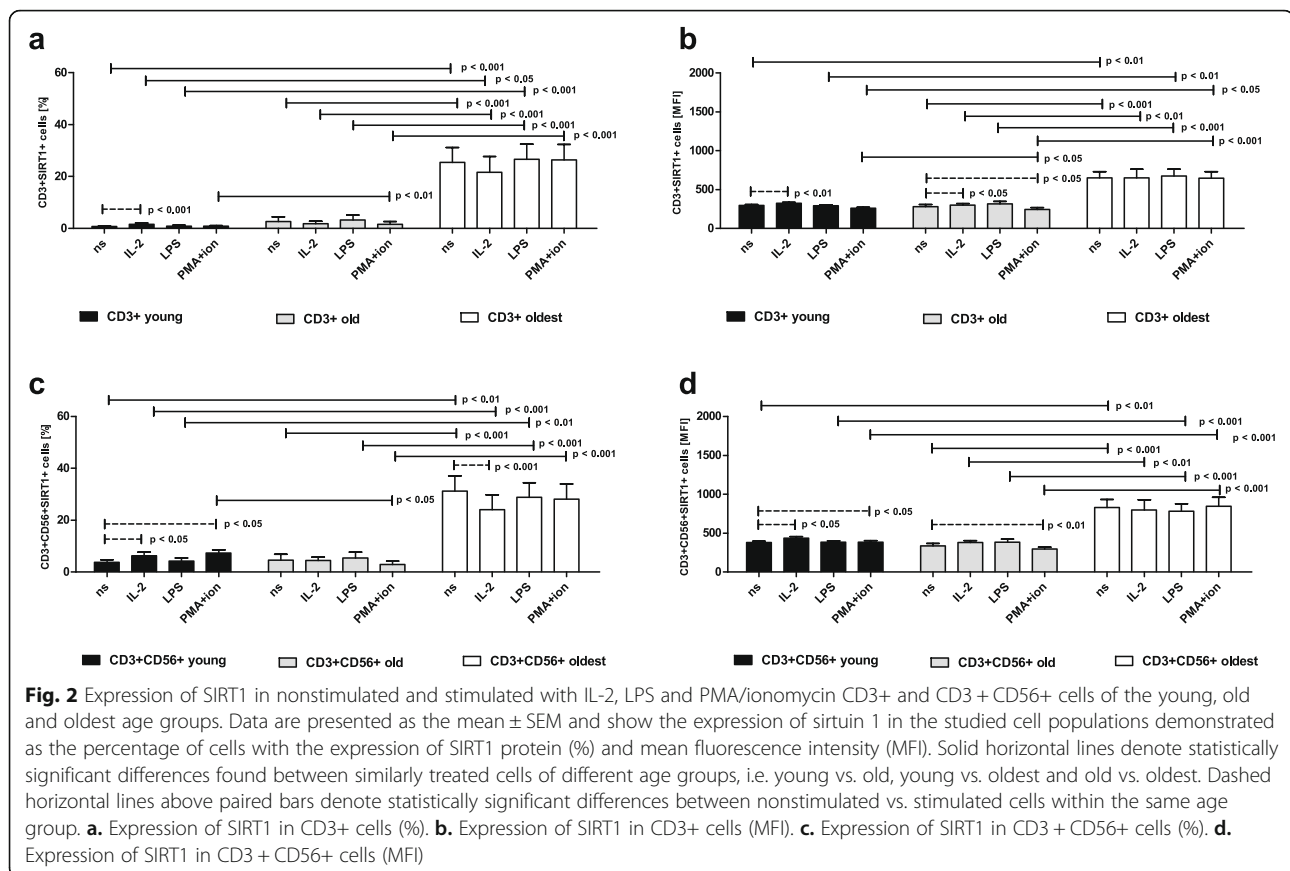 a
CD3+SIRT1+ cells [%]
60
40
20
0
p < 0.001
p < 0.05
p < 0.001
p < 0.001
p < 0.001
p < 0.001
p < 0.001
p < 0.01
p < 0.001
ns IL-2 LPS PMA+ion ns IL-2 LPS PMA+ion ns IL-2 LPS PMA+ion
CD3+ young CD3+ old CD3+ oldest
b
CD3+SIRT1+ cells [MFI]
2000
1500
1000
500
0
p < 0.01
p < 0.01
p < 0.05
p < 0.001
p < 0.01
p < 0.001
p < 0.001
p < 0.05
p < 0.05
p < 0.01
p < 0.05
ns IL-2 LPS PMA+ion ns IL-2 LPS PMA+ion ns IL-2 LPS PMA+ion
CD3+ young CD3+ old CD3+ oldest
c
CD3+CD56+SIRT1+ cells [%]
60
40
20
0
p < 0.01
p < 0.001
p < 0.01
p < 0.001
p < 0.001
p < 0.001
p < 0.001
p < 0.05
p < 0.05
p < 0.05
ns IL-2 LPS PMA+ion ns IL-2 LPS PMA+ion ns IL-2 LPS PMA+ion
CD3+CD56+ young CD3+CD56+ old CD3+CD56+ oldest
d
CD3+CD56+SIRT1+ cells [MFI]
2000
1500
1000
500
0
p < 0.01
p < 0.001
p < 0.001
p < 0.001
p < 0.01
p < 0.001
p < 0.001
p < 0.05
p < 0.05
p < 0.01
ns IL-2 LPS PMA+ion ns IL-2 LPS PMA+ion ns IL-2 LPS PMA+ion
CD3+CD56+ young CD3+CD56+ old CD3+CD56+ oldest
Fig. 2 Expression of SIRT1 in nonstimulated and stimulated with IL-2, LPS and PMA/ionomycin CD3+ and CD3 + CD56+ cells of the young, old
and oldest age groups. Data are presented as the mean ± SEM and show the expression of sirtuin 1 in the studied cell populations demonstrated
as the percentage of cells with the expression of SIRT1 protein (%) and mean fluorescence intensity (MFI). Solid horizontal lines denote statistically
significant differences found between similarly treated cells of different age groups, i.e. young vs. old, young vs. oldest and old vs. oldest. Dashed
horizontal lines above paired bars denote statistically significant differences between nonstimulated vs. stimulated cells within the same age
group. a. Expression of SIRT1 in CD3+ cells (%). b. Expression of SIRT1 in CD3+ cells (MFI). c. Expression of SIRT1 in CD3 + CD56+ cells (%). d.
Expression of SIRT1 in CD3 + CD56+ cells (MFI)